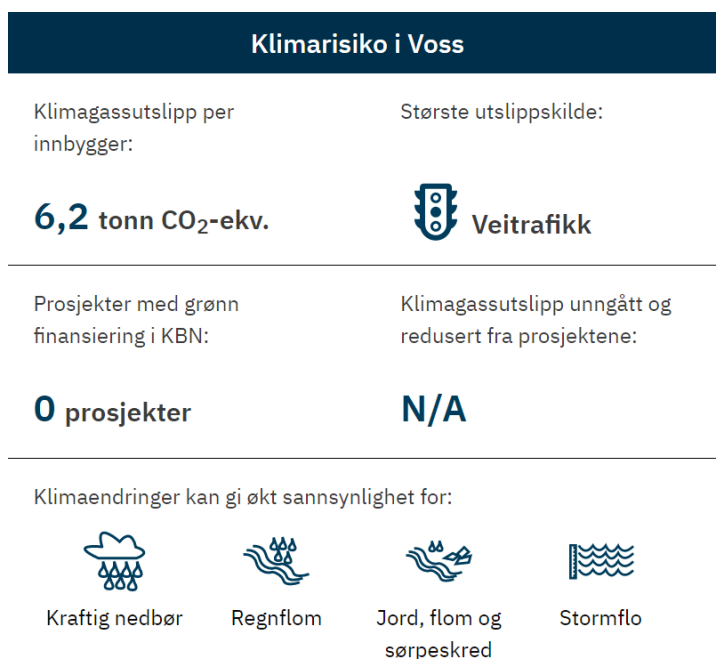 Klimarisiko i Voss
Klimagassutslipp per
innbygger:
6,2 tonn CO₂-ekv.
Største utslippskilde:
Veitrafikk
Prosjekter med grønn
finansiering i KBN:
0 prosjekter
Klimagassutslipp unngått og
redusert fra prosjektene:
N/A
Klimaendringer kan gi økt sannsynlighet for:
Kraftig nedbør
Regnflom
Jord, flom og
sørpeskred
Stormflo